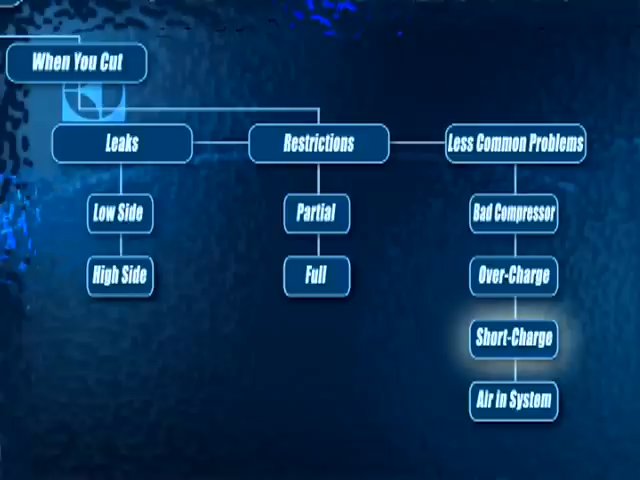 When You Cut
Leaks
Restrictions
Less Common Problems
Low Side
Partial
Bad Compressor
High Side
Full
Over-Charge
Short-Charge
Air in System